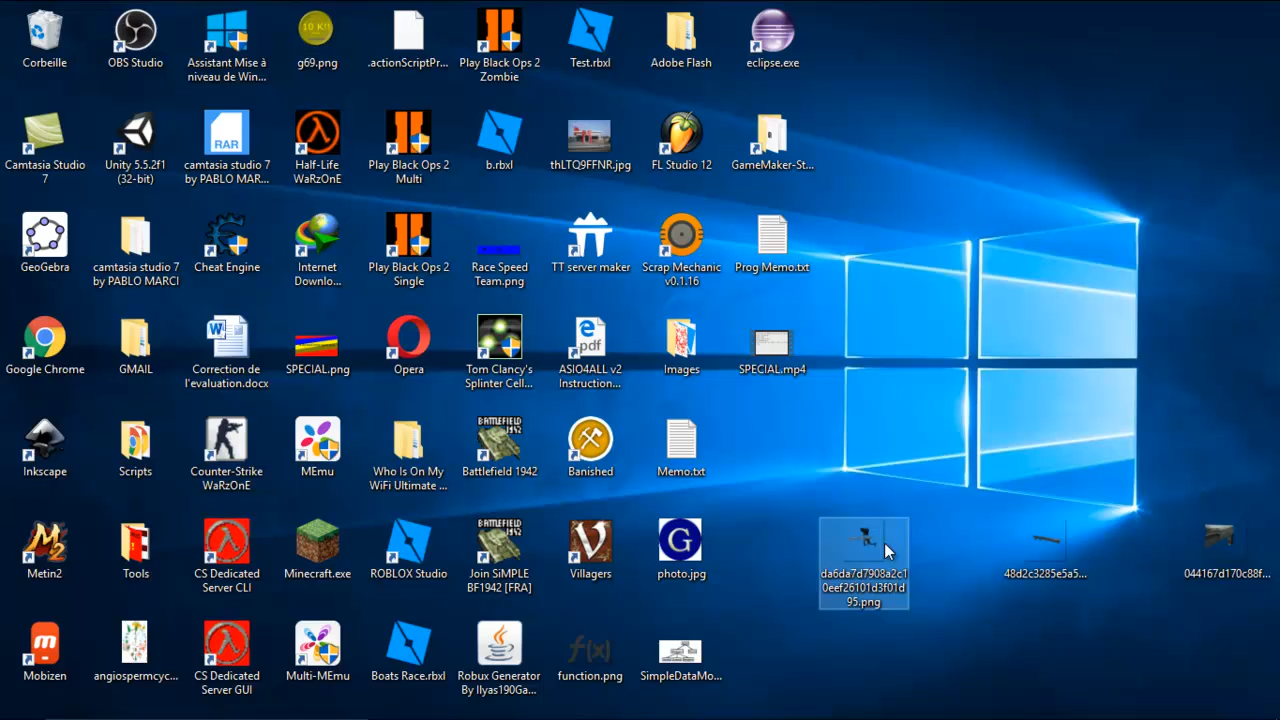 Corbeille
OBS Studio
Assistant Mise à
niveau de Win...
g69.png
.actionScriptPr...
Play Black Ops 2
Zombie
Test.rbxl
Adobe Flash
eclipse.exe
Camtasia Studio
7
Unity 5.5.2f1
(32-bit)
RAR
camtasia studio 7
by PABLO MAR...
Half-Life
WaRzOnE
Play Black Ops 2
Multi
b.rbxl
thLTQ9FFNR.jpg
FL Studio 12
GameMaker-St...
GeoGebra
camtasia studio 7
by PABLO MARCI
Cheat Engine
Internet
Downlo...
Play Black Ops 2
Single
Race Speed
Team.png
TT server maker
Scrap Mechanic
v0.1.16
Prog Memo.txt
Google Chrome
GMAIL
Correction de
l'evaluation.docx
SPECIAL.png
Opera
Tom Clancy's
Splinter Cell...
pdf
ASIO4ALL v2
Instruction...
Images
SPECIAL.mp4
Inkscape
Scripts
Counter-Strike
WaRzOnE
MEmu
Who Is On My
WiFi Ultimate ...
BATTLEFIELD
1942
Battlefield 1942
Banished
Memo.txt
Metin2
Tools
CS Dedicated
Server CLI
Minecraft.exe
ROBLOX Studio
BATTLEFIELD
1942
Join SiMPLE
BF1942 [FRA]
Villagers
G
photo.jpg
da6da7d7908a2c1
0eef26101d3f01d
95.png
48d2c3285e5a5...
044167d170c88f...
Mobizen
angiospermcyc...
CS Dedicated
Server GUI
Multi-MEmu
Boats Race.rbxl
Robux Generator
By Ilyas190Ga...
f(x)
function.png
SimpleDataMo...